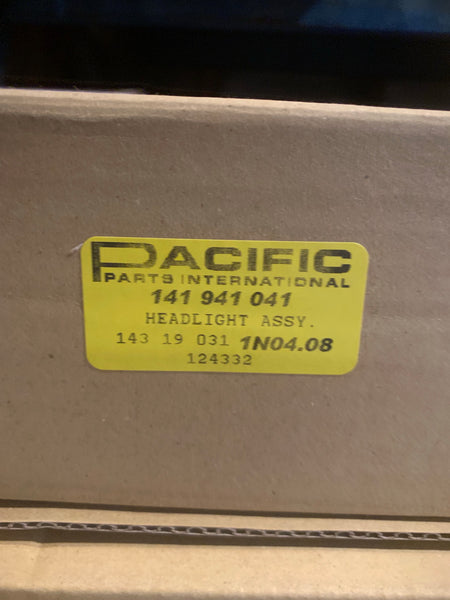 PACIFIC
PARTS INTERNATIONAL
141 941 041
HEADLIGHT ASSY.
143 19 031 1N04.08
124332